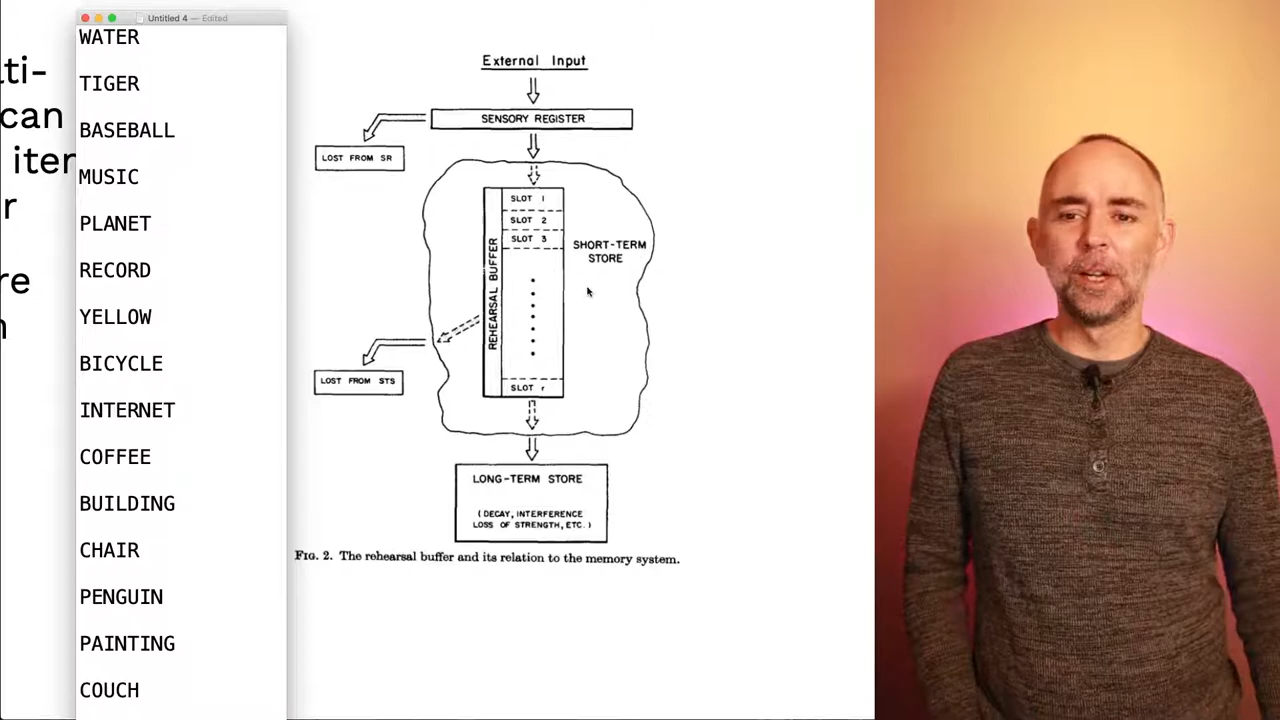 Untitled 4 — Edited
WATER
TIGER
BASEBALL
MUSIC
PLANET
RECORD
YELLOW
BICYCLE
INTERNET
COFFEE
BUILDING
CHAIR
PENGUIN
PAINTING
COUCH
can
External Input
SENSORY REGISTER
LOST FROM SR
SLOT 1
SLOT 2
SLOT 3
REHEARSAL BUFFER
SHORT-TERM
STORE
LOST FROM STS
SLOT r
LONG-TERM STORE
(DECAY, INTERFERENCE
LOSS OF STRENGTH, ETC.)
FIG. 2. The rehearsal buffer and its relation to the memory system.